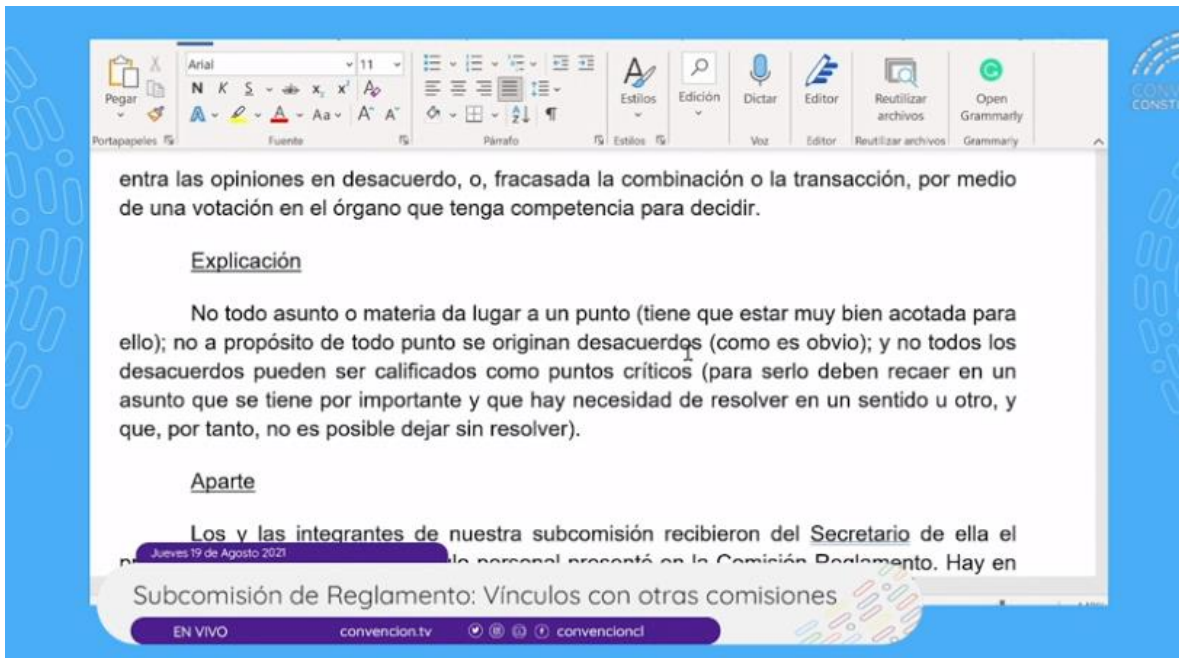 Arial
11
N K S
x x
Aa
A A
Pegar
Estilos
Edición
Dictar
Editor
Reutilizar
archivos
Open
Grammarly
Portapapeles
Fuente
Párrafo
Estilos
Voz
Editor
Reutilizar archivos
Grammarly
entra las opiniones en desacuerdo, o, fracasada la combinación o la transacción, por medio
de una votación en el órgano que tenga competencia para decidir.
Explicación
No todo asunto o materia da lugar a un punto (tiene que estar muy bien acotada para
ello); no a propósito de todo punto se originan desacuerdos (como es obvio); y no todos los
desacuerdos pueden ser calificados como puntos críticos (para serlo deben recaer en un
asunto que se tiene por importante y que hay necesidad de resolver en un sentido u otro, y
que, por tanto, no es posible dejar sin resolver).
Aparte
Los y las integrantes de nuestra subcomisión recibieron del Secretario de ella el
personal presentó en la Comisión Reglamento. Hay en
Jueves 19 de Agosto 2021
Subcomisión de Reglamento: Vínculos con otras comisiones
EN VIVO convencion.tv convencioncl